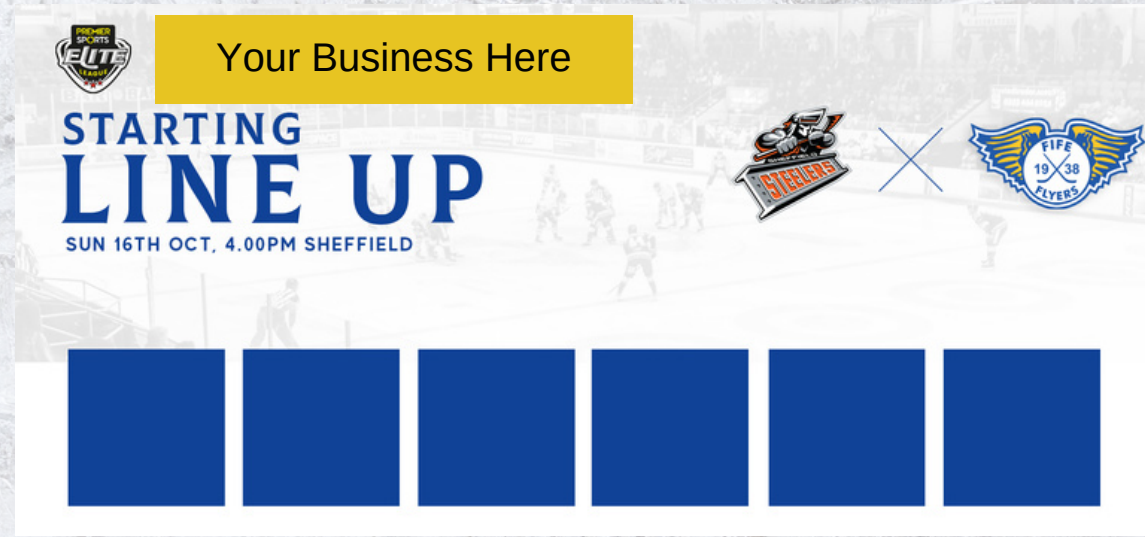 PREMIER
SPORTS
ELITE
LEAGUE
Your Business Here
STARTING
LINE UP
SUN 16TH OCT, 4.00PM SHEFFIELD
SHEFFIELD
STEELERS
FIFE
19 38
FLYERS